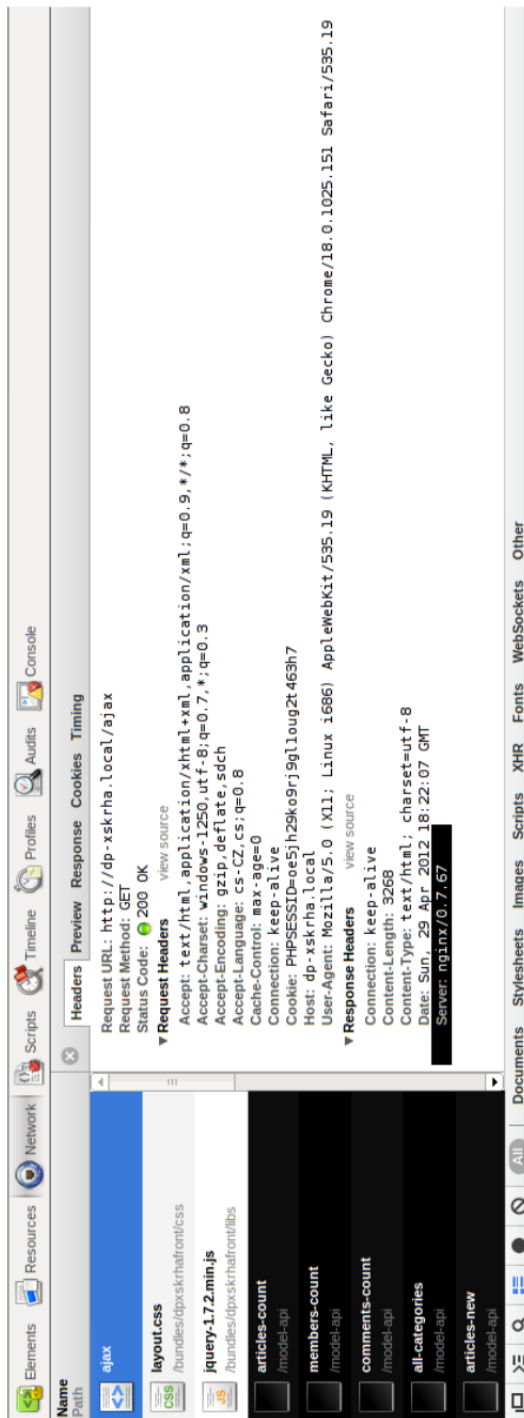 Elements Resources Network Scripts Timeline Profiles Audits Console
Name
Path
Headers Preview Response Cookies Timing
ajax
layout.css
/bundles/dpxskrhafront/css
jquery-1.7.2.min.js
/bundles/dpxskrhafront/libs
articles-count
/model-api
members-count
/model-api
comments-count
/model-api
all-categories
/model-api
articles-new
/model-api
Request URL: http://dp-xskrha.local/ajax
Request Method: GET
Status Code: 200 OK
Request Headers view source
Accept: text/html,application/xhtml+xml,application/xml;q=0.9,*/*;q=0.8
Accept-Charset: windows-1250,utf-8;q=0.7,*;q=0.3
Accept-Encoding: gzip,deflate,sdch
Accept-Language: cs-CZ,cs;q=0.8
Cache-Control: max-age=0
Connection: keep-alive
Cookie: PHPSESSID=oe5jh29ko9rj9gl1oug2t463h7
Host: dp-xskrha.local
User-Agent: Mozilla/5.0 (X11; Linux i686) AppleWebKit/535.19 (KHTML, like Gecko) Chrome/18.0.1025.151 Safari/535.19
Response Headers view source
Connection: keep-alive
Content-Length: 3268
Content-Type: text/html; charset=utf-8
Date: Sun, 29 Apr 2012 18:22:07 GMT
Server: nginx/0.7.67
All Documents Stylesheets Images Scripts XHR Fonts WebSockets Other